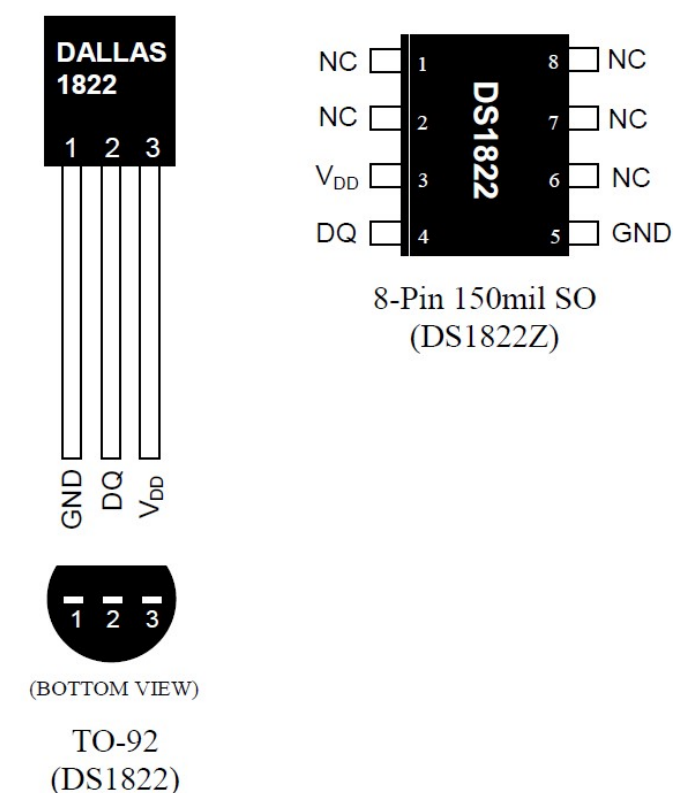 DALLAS
1822
1 2 3
GND
DQ
VDD
1 2 3
(BOTTOM VIEW)
TO-92
(DS1822)
NC 1 8 NC
NC 2 7 NC
VDD 3 6 NC
DQ 4 5 GND
DS1822
8-Pin 150mil SO
(DS1822Z)